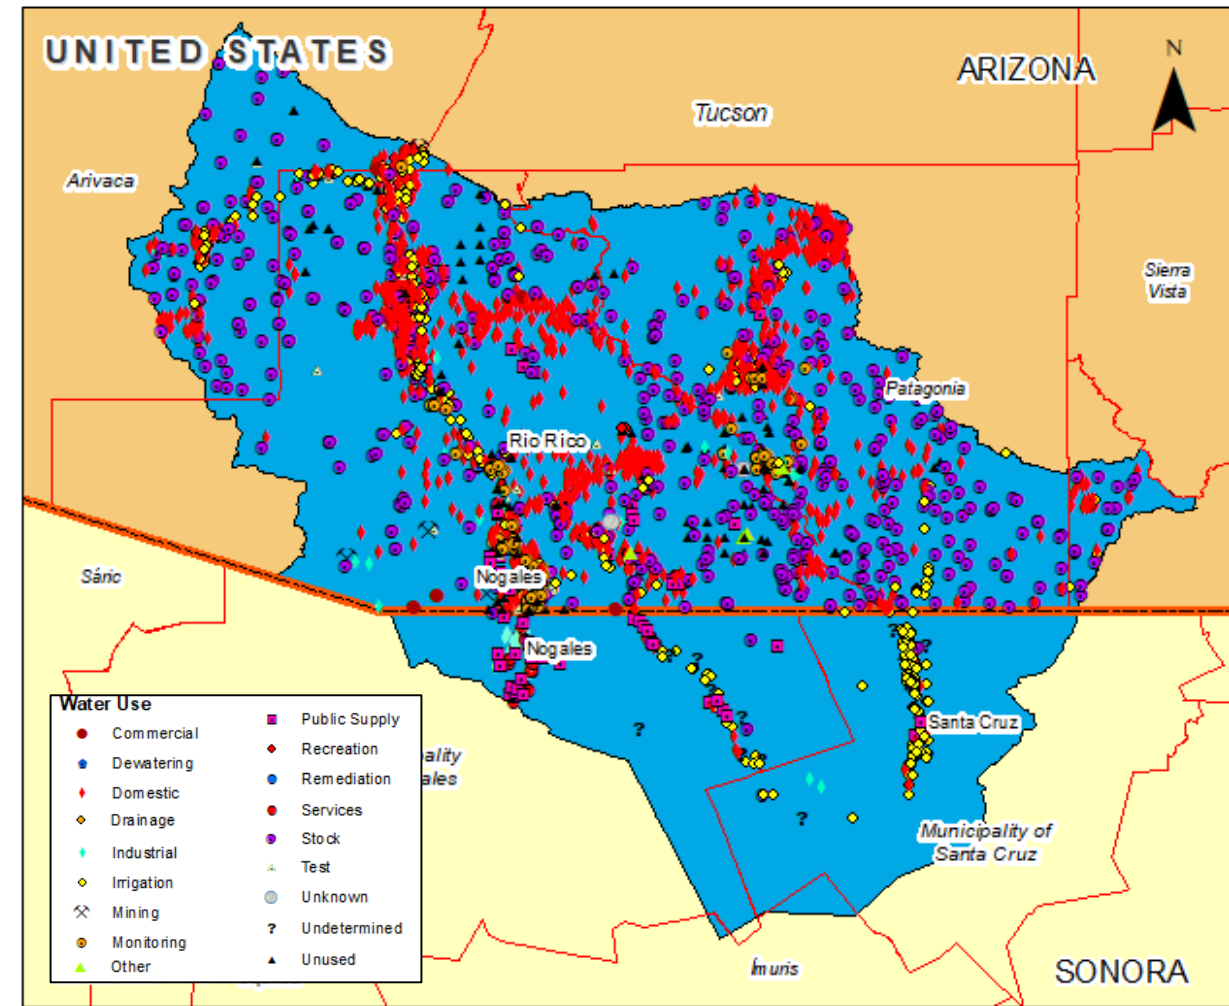 UNITED STATES
ARIZONA
N
Tucson
Arivaca
Sierra
Vista
Patagonia
Rio Rico
Sáric
Nogales
Nogales
Santa Cruz
Municipality of
Santa Cruz
Ímuris
SONORA
pality
ales
Water Use
Commercial
Dewatering
Domestic
Drainage
Industrial
Irrigation
Mining
Monitoring
Other
Public Supply
Recreation
Remediation
Services
Stock
Test
Unknown
? Undetermined
Unused